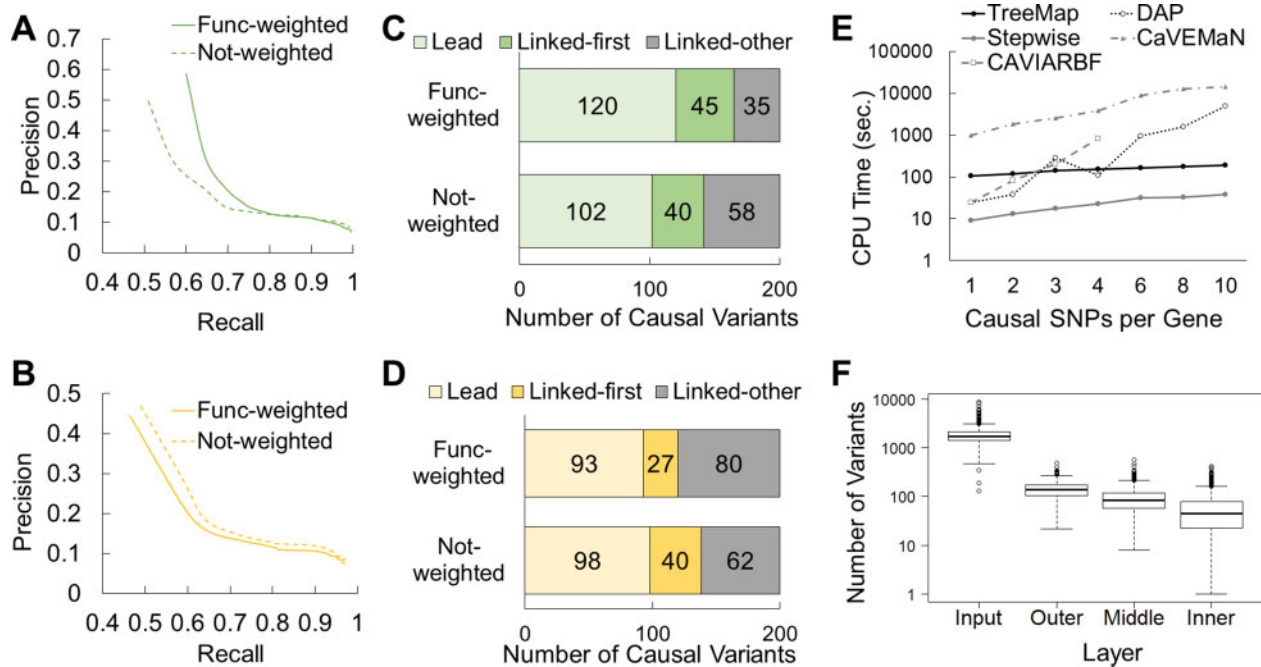 A
Func-weighted
Not-weighted
0.7
0.6
0.5
0.4
0.3
0.2
0.1
0
Precision
0.4 0.5 0.6 0.7 0.8 0.9 1
Recall
B
Func-weighted
Not-weighted
0.5
0.4
0.3
0.2
0.1
0
Precision
0.4 0.5 0.6 0.7 0.8 0.9 1
Recall
C
Lead Linked-first Linked-other
Func-weighted
120 45 35
Not-weighted
102 40 58
0 100 200
Number of Causal Variants
D
Lead Linked-first Linked-other
Func-weighted
93 27 80
Not-weighted
98 40 62
0 100 200
Number of Causal Variants
E
TreeMap DAP
Stepwise CaVEMaN
CAVIARBF
100000
10000
1000
100
10
1
CPU Time (sec.)
1 2 3 4 6 8 10
Causal SNPs per Gene
F
10000
1000
100
10
1
Number of Variants
Input Outer Middle Inner
Layer